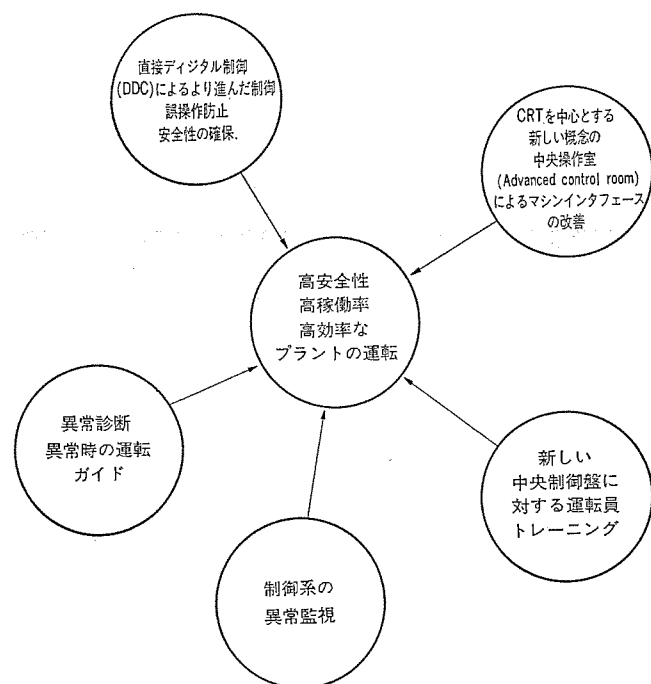 直接ディジタル制御
(DDC)によるより進んだ制御
誤操作防止
安全性の確保.
CRTを中心とする
新しい概念の
中央操作室
(Advanced control room)
によるマシンインタフェース
の改善
高安全性
高稼働率
高効率な
プラントの運転
異常診断
異常時の運転
ガイド
新しい
中央制御盤に
対する運転員
トレーニング
制御系の
異常監視